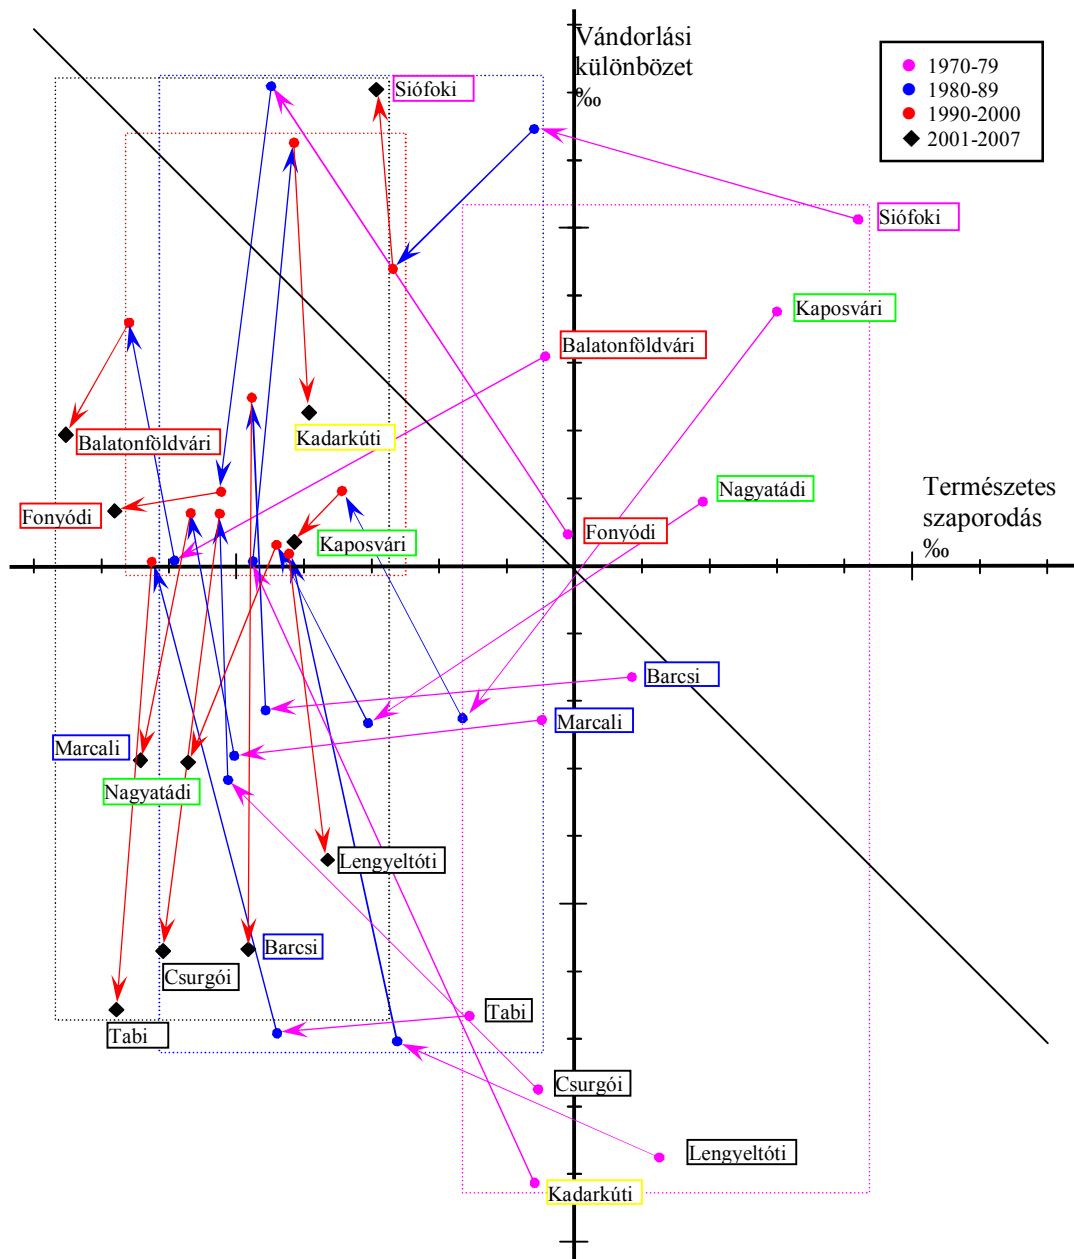 Vándorlási
különbözet
‰
1970-79
1980-89
1990-2000
2001-2007
Siófoki
Siófoki
Kaposvári
Balatonföldvári
Kadarkúti
Balatonföldvári
Nagyatádi
Természetes
szaporodás
‰
Fonyódi
Fonyódi
Kaposvári
Barcsi
Marcali
Marcali
Nagyatádi
Lengyeltóti
Barcsi
Csurgói
Tabi
Tabi
Csurgói
Lengyeltóti
Kadarkúti